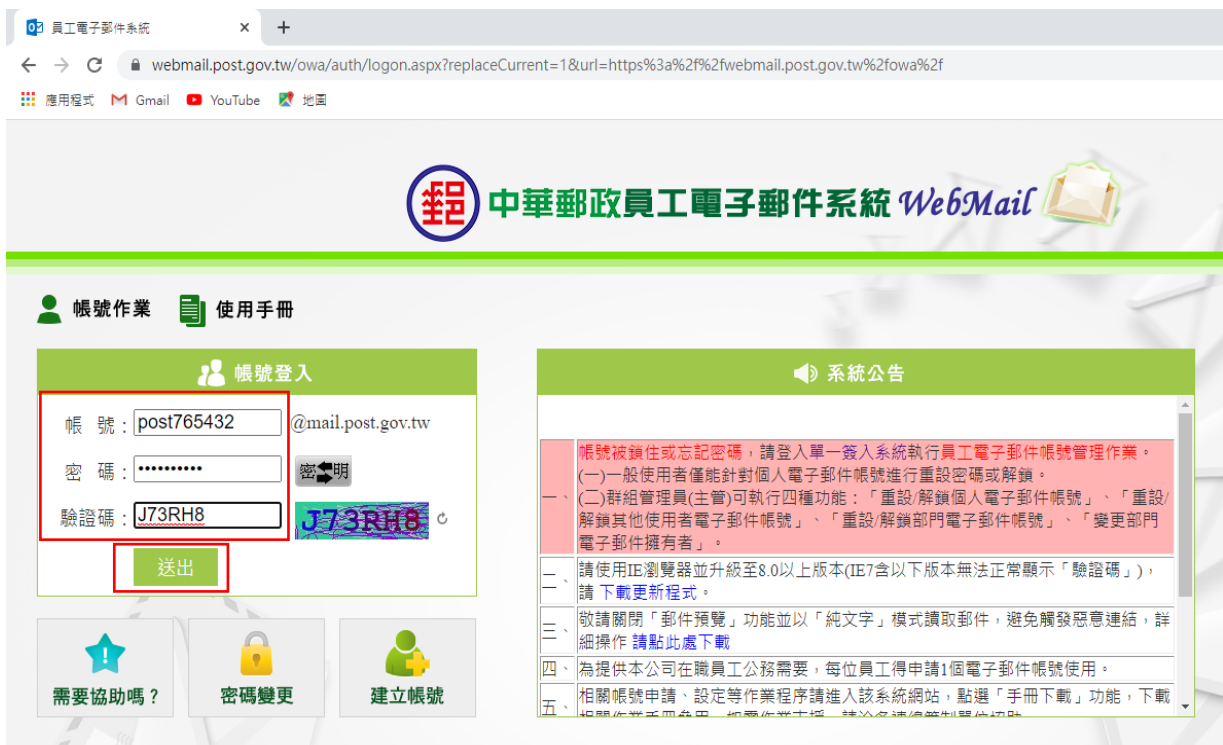 員工電子郵件系統
webmail.post.gov.tw/owa/auth/logon.aspx?replaceCurrent=1&url=https%3a%2f%2fwebmail.post.gov.tw%2fowa%2f
應用程式 Gmail YouTube 地圖
郵 中華郵政員工電子郵件系統 WebMail
帳號作業 使用手冊
帳號登入
帳 號：post765432 @mail.post.gov.tw
密 碼：•••••••••• 密明
驗證碼：J73RH8 J73RH8
送出
需要協助嗎？ 密碼變更 建立帳號
系統公告
一、 帳號被鎖住或忘記密碼，請登入單一簽入系統執行員工電子郵件帳號管理作業。
(一)一般使用者僅能針對個人電子郵件帳號進行重設密碼或解鎖。
(二)群組管理員(主管)可執行四種功能：「重設/解鎖個人電子郵件帳號」、「重設/
解鎖其他使用者電子郵件帳號」、「重設/解鎖部門電子郵件帳號」、「變更部門
電子郵件擁有者」。
二、 請使用IE瀏覽器並升級至8.0以上版本(IE7含以下版本無法正常顯示「驗證碼」)，
請 下載更新程式。
三、 敬請關閉「郵件預覽」功能並以「純文字」模式讀取郵件，避免觸發惡意連結，詳
細操作 請點此處下載
四、 為提供本公司在職員工公務需要，每位員工得申請1個電子郵件帳號使用。
五、 相關帳號申請、設定等作業程序請進入該系統網站，點選「手冊下載」功能，下載